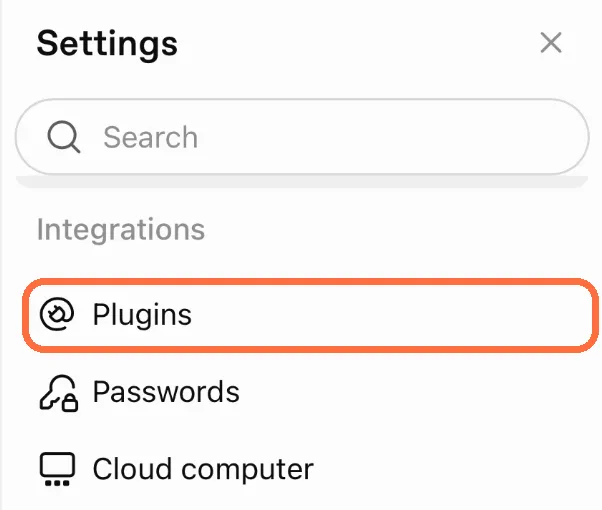 Settings
Search
Integrations
Plugins
Passwords
Cloud computer